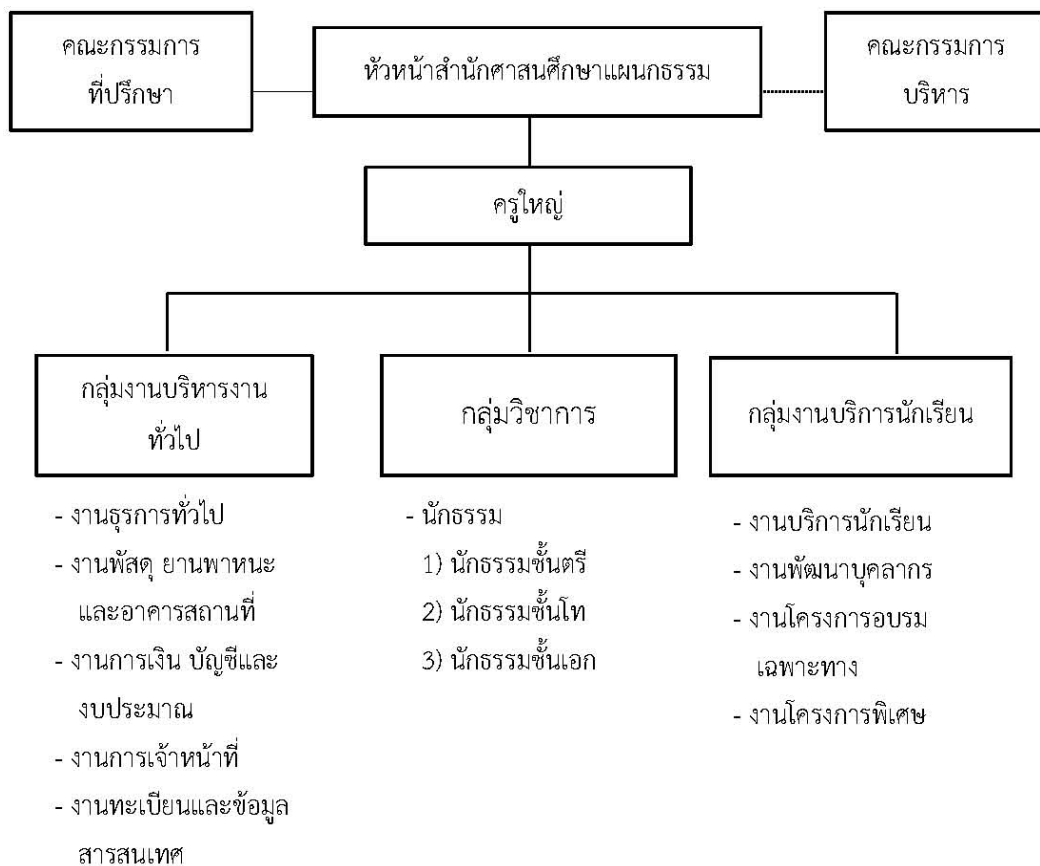 คณะกรรมการ
ที่ปรึกษา
หัวหน้าสำนักศาสนศึกษาแผนกธรรม
คณะกรรมการ
บริหาร
ครูใหญ่
กลุ่มงานบริหารงาน
ทั่วไป
- งานธุรการทั่วไป
- งานพัสดุ ยานพาหนะ
และอาคารสถานที่
- งานการเงิน บัญชีและ
งบประมาณ
- งานการเจ้าหน้าที่
- งานทะเบียนและข้อมูล
สารสนเทศ
กลุ่มวิชาการ
- นักธรรม
1) นักธรรมชั้นตรี
2) นักธรรมชั้นโท
3) นักธรรมชั้นเอก
กลุ่มงานบริการนักเรียน
- งานบริการนักเรียน
- งานพัฒนาบุคลากร
- งานโครงการอบรม
เฉพาะทาง
- งานโครงการพิเศษ